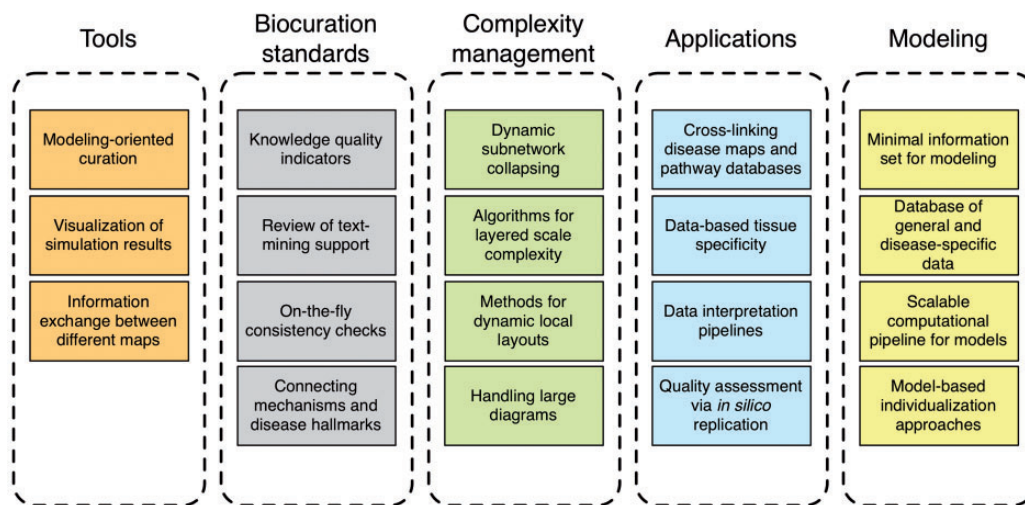 Tools
Modeling-oriented
curation
Visualization of
simulation results
Information
exchange between
different maps
Biocuration
standards
Knowledge quality
indicators
Review of text-
mining support
On-the-fly
consistency checks
Connecting
mechanisms and
disease hallmarks
Complexity
management
Dynamic
subnetwork
collapsing
Algorithms for
layered scale
complexity
Methods for
dynamic local
layouts
Handling large
diagrams
Applications
Cross-linking
disease maps and
pathway databases
Data-based tissue
specificity
Data interpretation
pipelines
Quality assessment
via in silico
replication
Modeling
Minimal information
set for modeling
Database of
general and
disease-specific
data
Scalable
computational
pipeline for models
Model-based
individualization
approaches